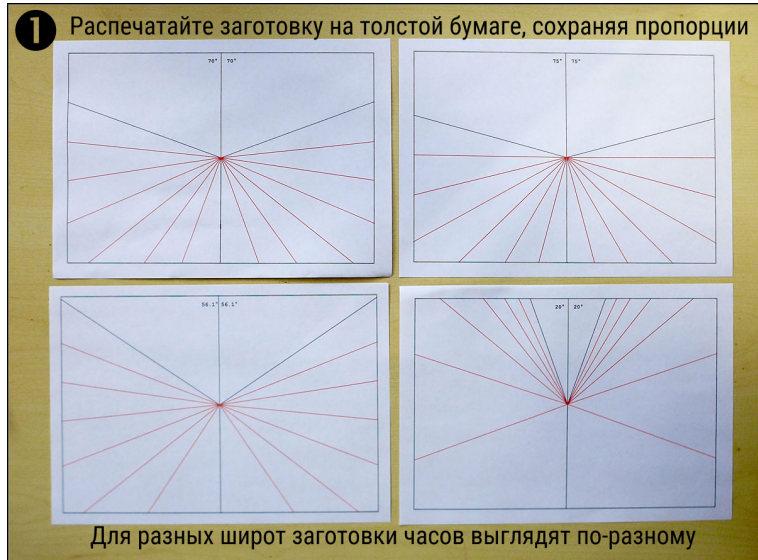 1 Распечатайте заготовку на толстой бумаге, сохраняя пропорции
70° 70°
75° 75°
56.1° 56.1°
20° 20°
Для разных широт заготовки часов выглядят по-разному